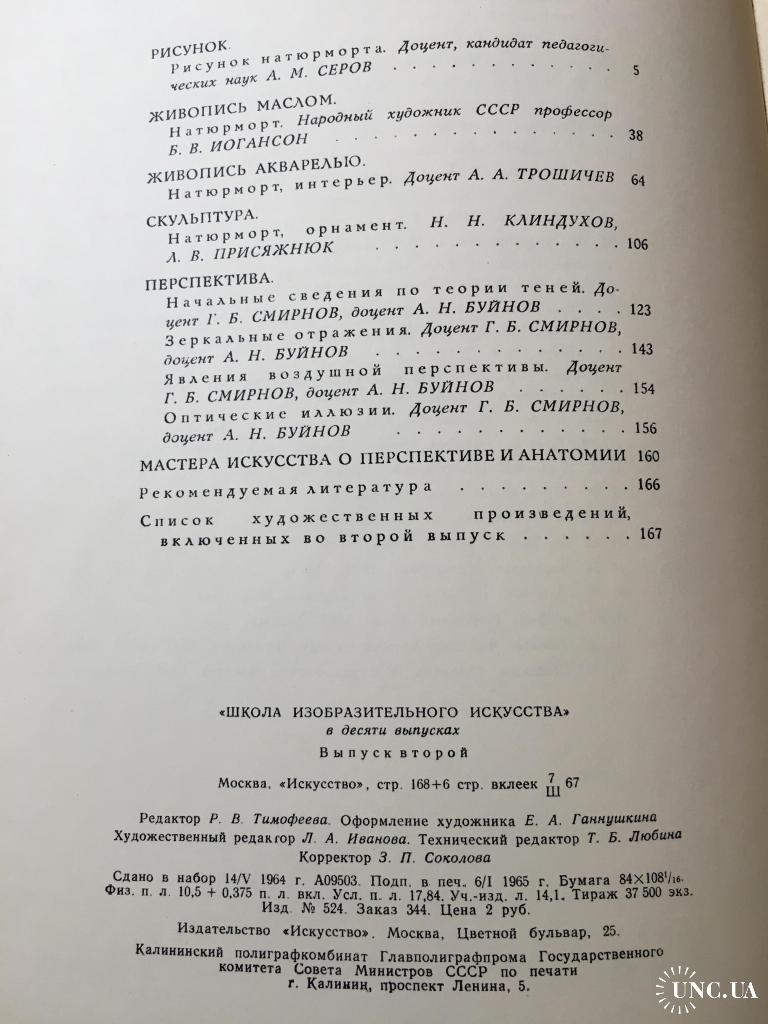 РИСУНОК.
Рисунок натюрморта. Доцент, кандидат педагоги-
ческих наук А. М. СЕРОВ . . . . . . . . . . . 5
ЖИВОПИСЬ МАСЛОМ.
Натюрморт. Народный художник СССР профессор
Б. В. ИОГАНСОН . . . . . . . . . . . . . . 38
ЖИВОПИСЬ АКВАРЕЛЬЮ.
Натюрморт, интерьер. Доцент А. А. ТРОШИЧЕВ 64
СКУЛЬПТУРА.
Натюрморт, орнамент. Н. Н. КЛИНДУХОВ,
Л. В. ПРИСЯЖНЮК . . . . . . . . . . . . 106
ПЕРСПЕКТИВА.
Начальные сведения по теории теней. До-
цент Г. Б. СМИРНОВ, доцент А. Н. БУЙНОВ . . . . 123
Зеркальные отражения. Доцент Г. Б. СМИРНОВ,
доцент А. Н. БУЙНОВ . . . . . . . . . . . . 143
Явления воздушной перспективы. Доцент
Г. Б. СМИРНОВ, доцент А. Н. БУЙНОВ . . . . . . 154
Оптические иллюзии. Доцент Г. Б. СМИРНОВ,
доцент А. Н. БУЙНОВ . . . . . . . . . . . 156
МАСТЕРА ИСКУССТВА О ПЕРСПЕКТИВЕ И АНАТОМИИ 160
Рекомендуемая литература . . . . . . . . . 166
Список художественных произведений,
включенных во второй выпуск . . . . . . 167
«ШКОЛА ИЗОБРАЗИТЕЛЬНОГО ИСКУССТВА»
в десяти выпусках
Выпуск второй
Москва, «Искусство», стр. 168+6 стр. вклеек 7/Ш 67
Редактор Р. В. Тимофеева. Оформление художника Е. А. Ганнушкина
Художественный редактор Л. А. Иванова. Технический редактор Т. Б. Любина
Корректор З. П. Соколова
Сдано в набор 14/V 1964 г. А09503. Подп. в печ. 6/I 1965 г. Бумага 84×108¹/₁₆.
Физ. п. л. 10,5 + 0,375 п. л. вкл. Усл. п. л. 17,84. Уч.-изд. л. 14,1. Тираж 37 500 экз.
Изд. № 524. Заказ 344. Цена 2 руб.
Издательство «Искусство». Москва, Цветной бульвар, 25.
Калининский полиграфкомбинат Главполиграфпрома Государственного
комитета Совета Министров СССР по печати
г. Калинин, проспект Ленина, 5.
UNC.UA